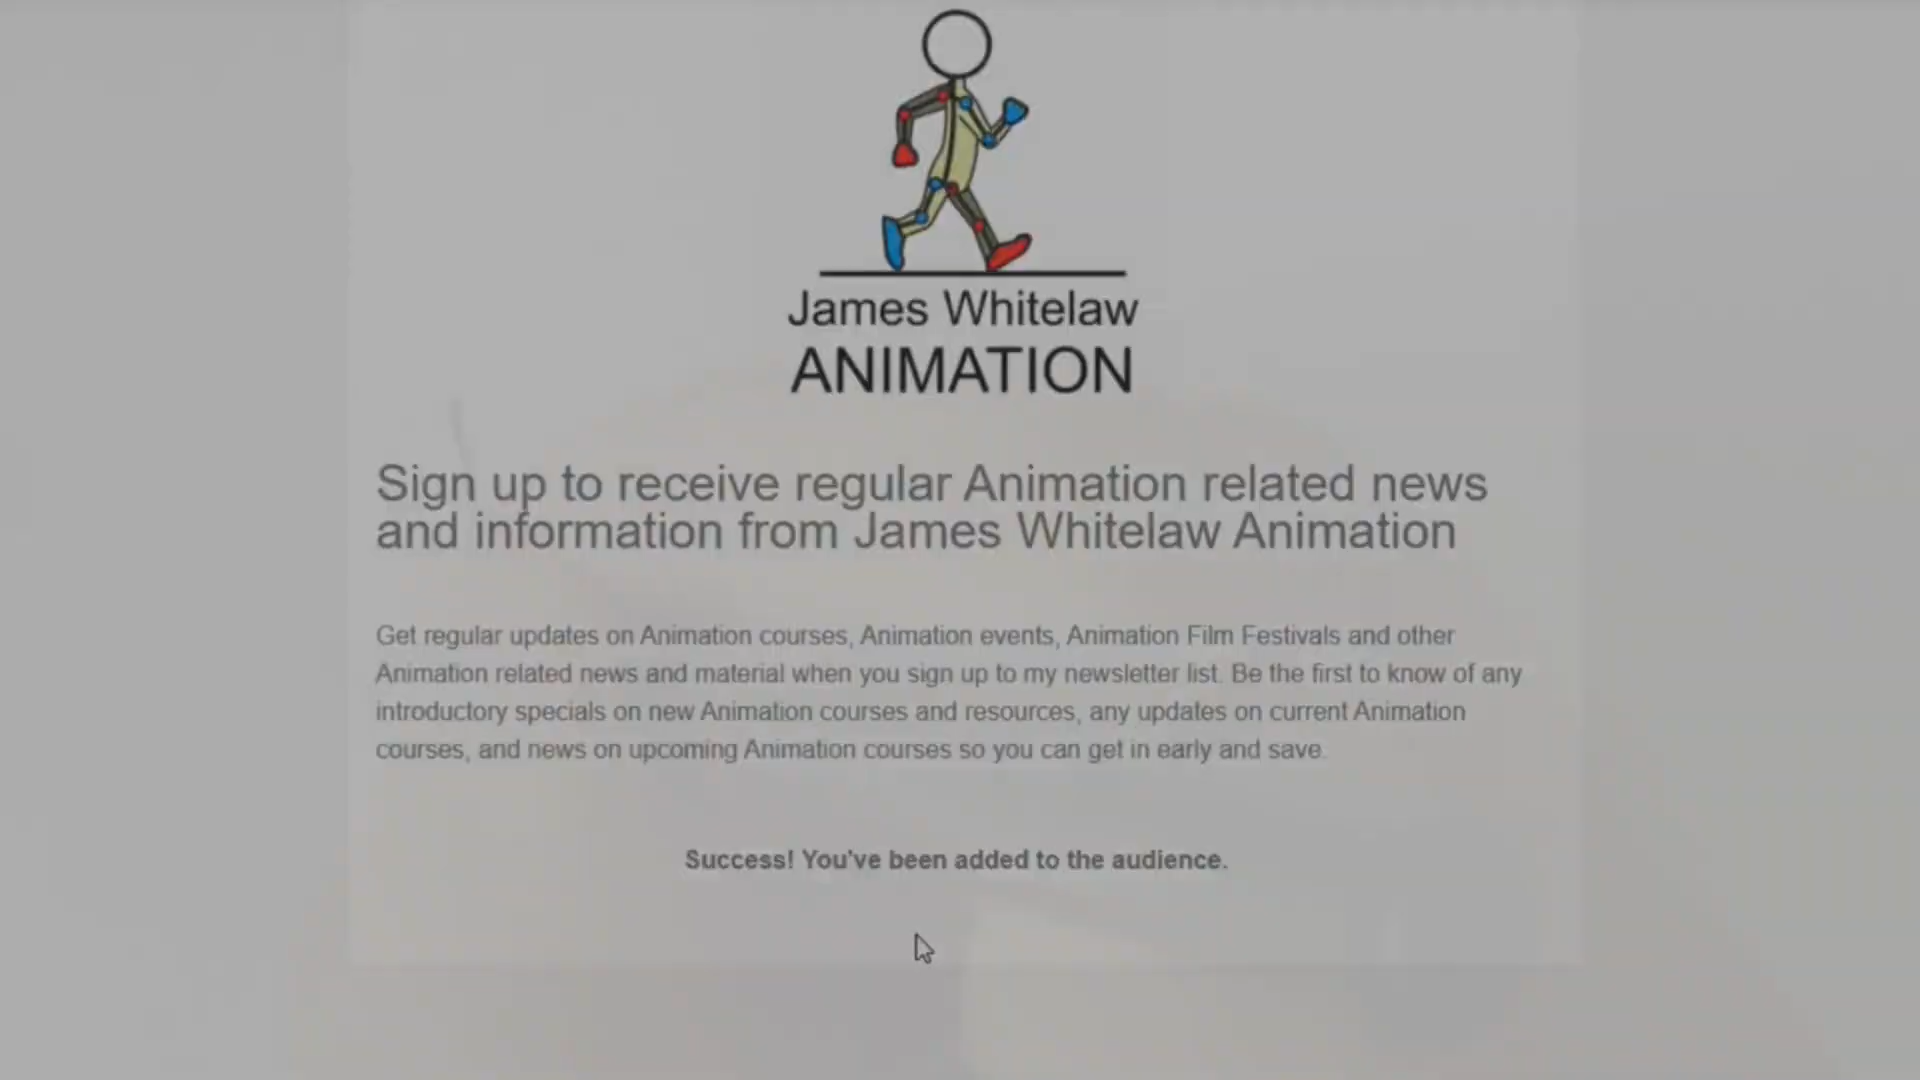 James Whitelaw
ANIMATION
Sign up to receive regular Animation related news
and information from James Whitelaw Animation
Get regular updates on Animation courses, Animation events, Animation Film Festivals and other
Animation related news and material when you sign up to my newsletter list. Be the first to know of any
introductory specials on new Animation courses and resources, any updates on current Animation
courses, and news on upcoming Animation courses so you can get in early and save.
Success! You've been added to the audience.